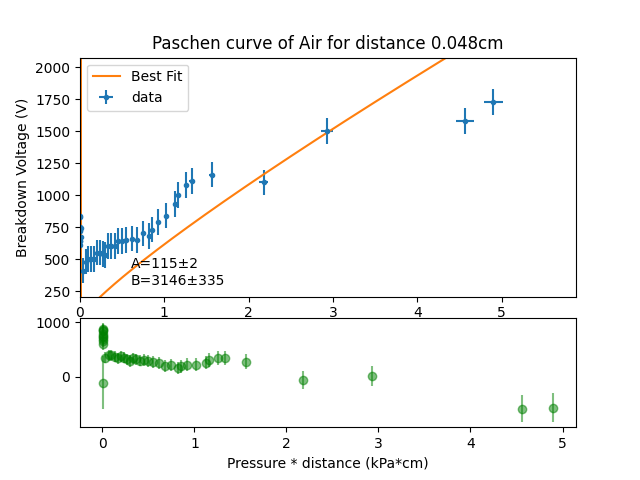 Paschen curve of Air for distance 0.048cm
Breakdown Voltage (V)
2000
1750
1500
1250
1000
750
500
250
Best Fit
data
A=115±2
B=3146±335
0 1 2 3 4 5
1000
0
0 1 2 3 4 5
Pressure * distance (kPa*cm)